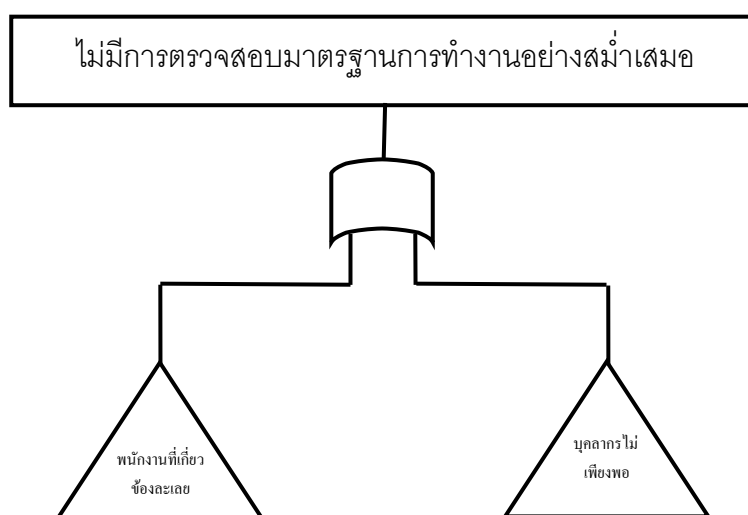 ไม่มีการตรวจสอบมาตรฐานการทำงานอย่างสม่ำเสมอ
พนักงานที่เกี่ยว
ข้องละเลย
บุคลากรไม่
เพียงพอ